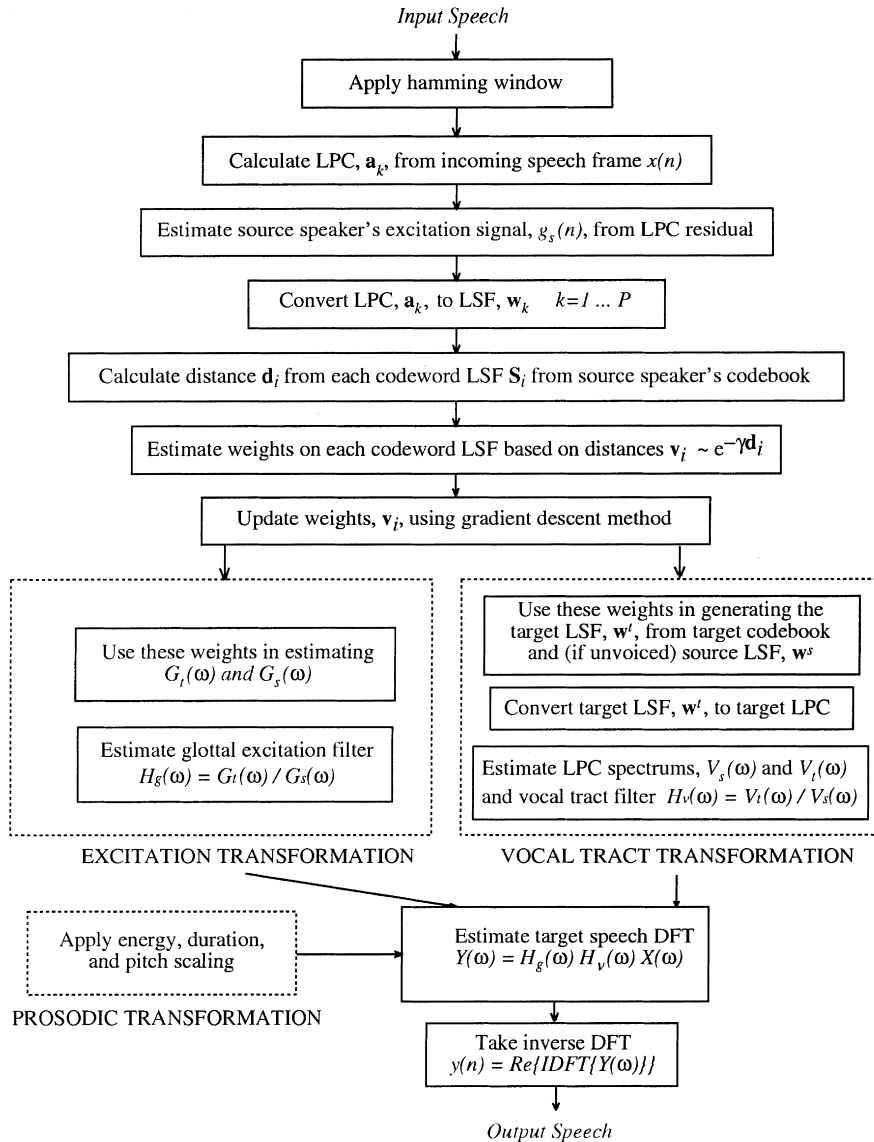 Input Speech
Apply hamming window
Calculate LPC, a_k, from incoming speech frame x(n)
Estimate source speaker's excitation signal, g_s(n), from LPC residual
Convert LPC, a_k, to LSF, w_k k=1 ... P
Calculate distance d_i from each codeword LSF S_i from source speaker's codebook
Estimate weights on each codeword LSF based on distances v_i ~ e^{-γd_i}
Update weights, v_i, using gradient descent method
Use these weights in estimating
G_t(ω) and G_s(ω)
Estimate glottal excitation filter
H_g(ω) = G_t(ω) / G_s(ω)
EXCITATION TRANSFORMATION
Use these weights in generating the
target LSF, w^t, from target codebook
and (if unvoiced) source LSF, w^s
Convert target LSF, w^t, to target LPC
Estimate LPC spectrums, V_s(ω) and V_t(ω)
and vocal tract filter H_v(ω) = V_t(ω) / V_s(ω)
VOCAL TRACT TRANSFORMATION
Apply energy, duration,
and pitch scaling
PROSODIC TRANSFORMATION
Estimate target speech DFT
Y(ω) = H_g(ω) H_v(ω) X(ω)
Take inverse DFT
y(n) = Re{IDFT{Y(ω)}}
Output Speech